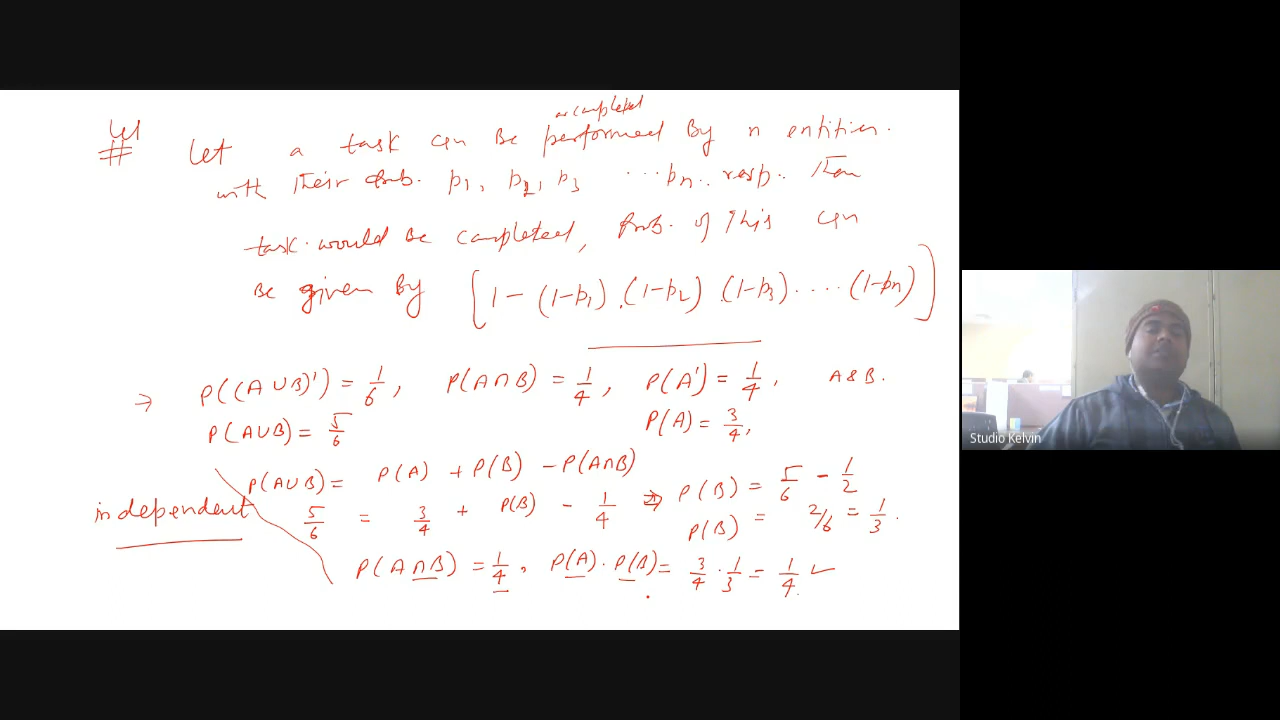 Let
or completed
# Let a task can be performed by n entities.
with their prob. p1, p2, p3 ... pn. resp. Then
task would be completed, Prob. of this can
be given by [1 - (1-p1).(1-p2).(1-p3).....(1-pn)]
→ P((A∪B)') = 1/6, P(A∩B) = 1/4, P(A') = 1/4, A & B.
P(A∪B) = 5/6 P(A) = 3/4,
P(A∪B) = P(A) + P(B) - P(A∩B)
5/6 = 3/4 + P(B) - 1/4 ⇒ P(B) = 5/6 - 1/2
P(B) = 2/6 = 1/3.
independent
P(A∩B) = 1/4, P(A).P(B) = 3/4 . 1/3 = 1/4 ✓
Studio Kelvin